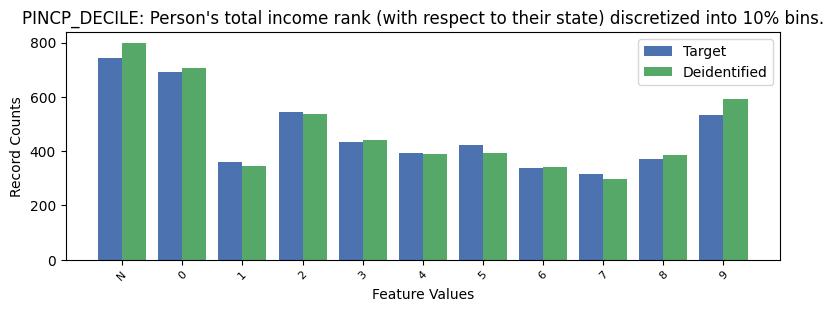 PINCP_DECILE: Person's total income rank (with respect to their state) discretized into 10% bins.
Target
Deidentified
Record Counts
800
600
400
200
0
N 0 1 2 3 4 5 6 7 8 9
Feature Values